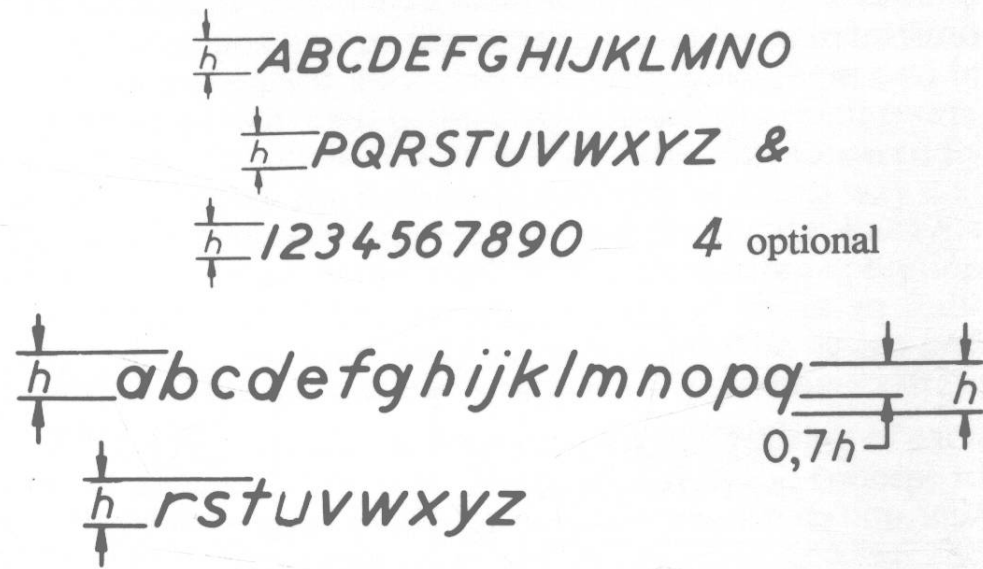 h ABCDEFGHIJKLMNO
h PQRSTUVWXYZ &
h 1234567890 4 optional
h abcdefghijklmnopq h
0,7h
h rstuvwxyz